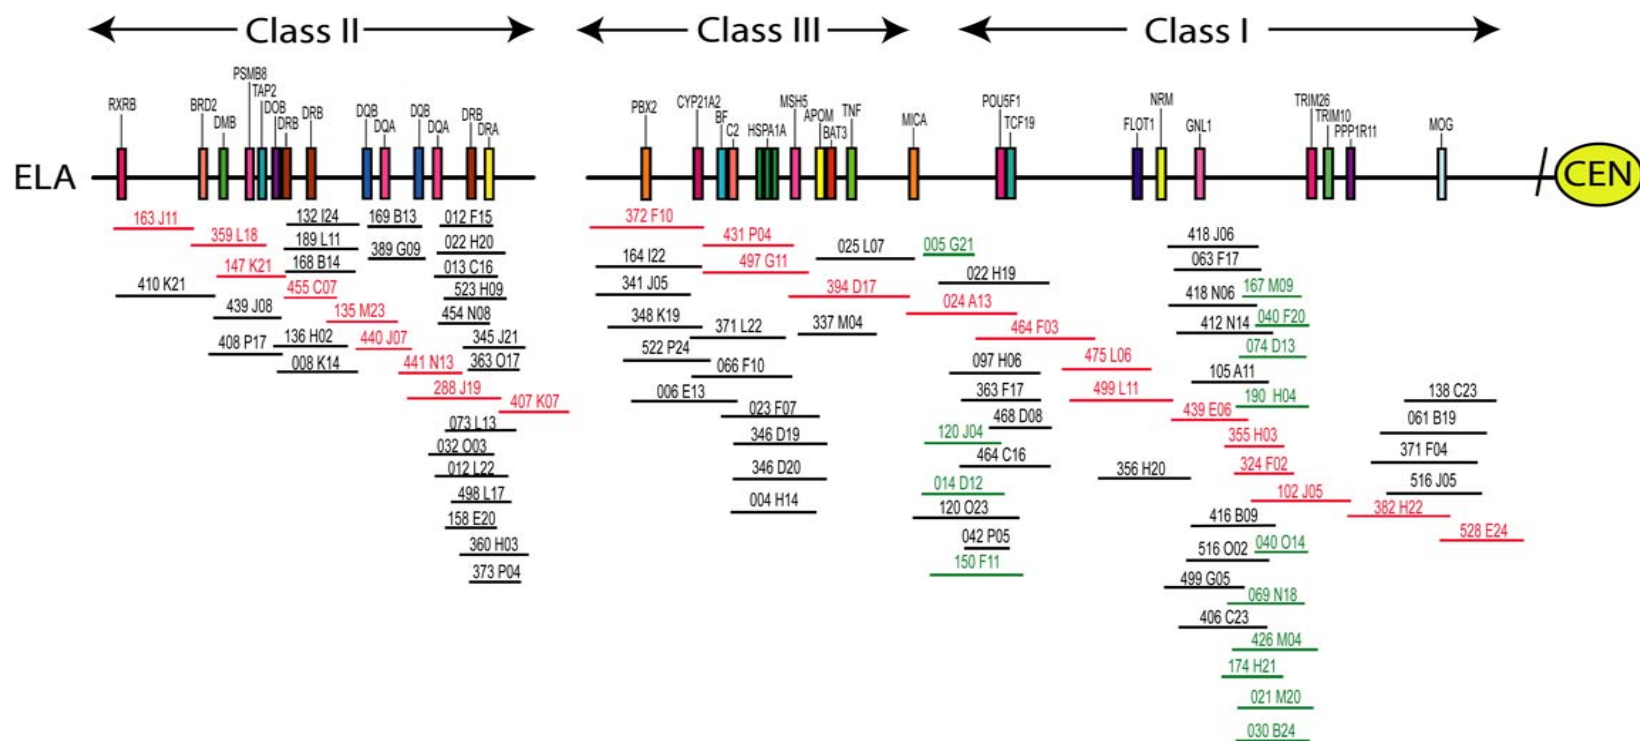 Class II Class III Class I
RXRB BRD2 DMB PSMB8 TAP2 DOB DRB DRB DQB DQA DQB DQA DRB DRA PBX2 CYP21A2 BF C2 HSPA1A MSH5 APOM BAT3 TNF MICA POU5F1 TCF19 FLOT1 NRM GNL1 TRIM26 TRIM10 PPP1R11 MOG
ELA CEN
163 J11 132 I24 169 B13 012 F15 372 F10
359 L18 189 L11 022 H20 389 G09 431 P04 025 L07 005 G21 418 J06
147 K21 168 B14 013 C16 164 I22 497 G11 022 H19 063 F17
410 K21 455 C07 523 H09 341 J05 394 D17 024 A13 418 N06 167 M09
439 J08 135 M23 454 N08 348 K19 371 L22 337 M04 464 F03 412 N14 040 F20
408 P17 136 H02 440 J07 345 J21 522 P24 475 L06 074 D13
008 K14 441 N13 363 O17 066 F10 097 H06 105 A11
288 J19 006 E13 363 F17 499 L11 190 H04 138 C23
407 K07 023 F07 468 D08 439 E06 061 B19
073 L13 346 D19 120 J04 355 H03
032 O03 464 C16 371 F04
012 L22 346 D20 356 H20 324 F02
498 L17 004 H14 014 D12 102 J05 516 J05
158 E20 120 O23 416 B09 382 H22
360 H03 042 P05 516 O02 040 O14 528 E24
373 P04 150 F11 499 G05
069 N18
406 C23
426 M04
174 H21
021 M20
030 B24